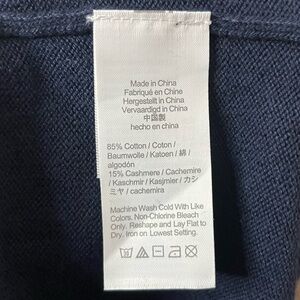 Made in China
Fabriqué en Chine
Hergestellt in China
Vervaardigd in China
中国製
hecho en china
85% Cotton / Coton /
Baumwolle / Katoen / 綿 /
algodón
15% Cashmere / Cachemire
/ Kaschmir / Kasjmier / カシ
ミヤ / cachemira
Machine Wash Cold With Like
Colors. Non-Chlorine Bleach
Only. Reshape and Lay Flat to
Dry. Iron on Lowest Setting.